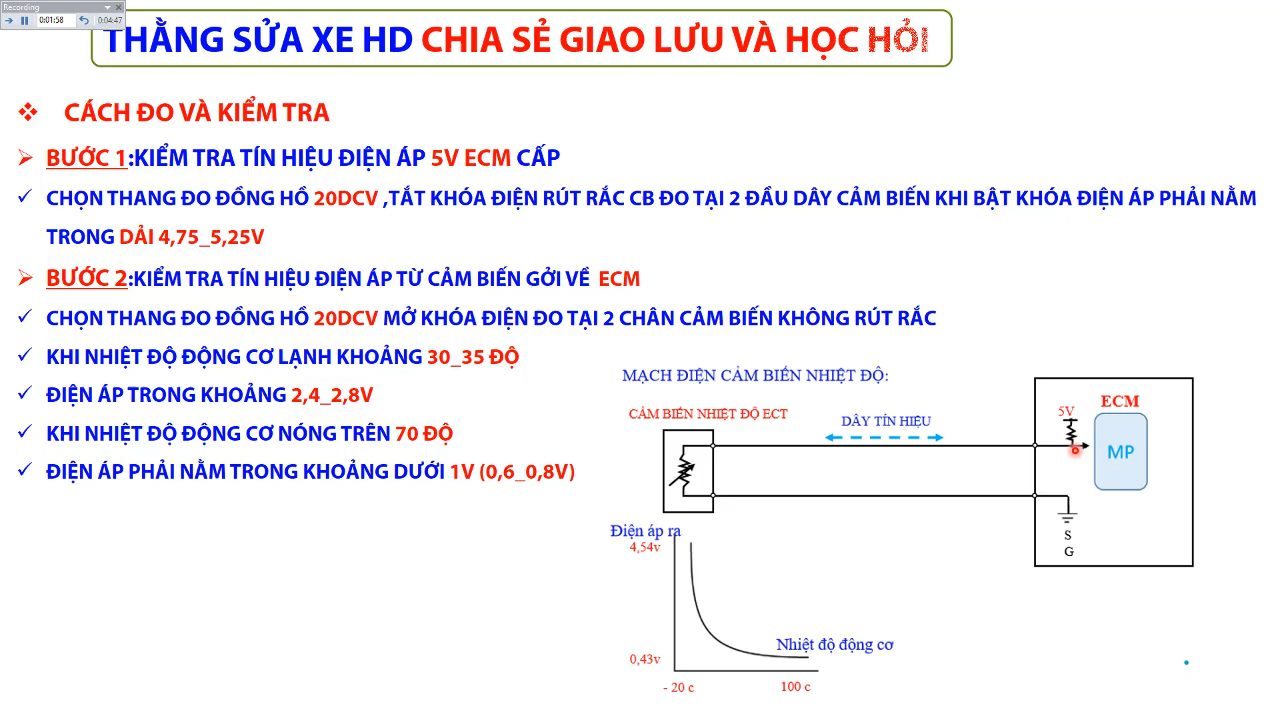 Recording
0:01:58
0:04:47
THẰNG SỬA XE HD CHIA SẺ GIAO LƯU VÀ HỌC HỎI
CÁCH ĐO VÀ KIỂM TRA
BƯỚC 1:KIỂM TRA TÍN HIỆU ĐIỆN ÁP 5V ECM CẤP
CHỌN THANG ĐO ĐỒNG HỒ 20DCV ,TẮT KHÓA ĐIỆN RÚT RẮC CB ĐO TẠI 2 ĐẦU DÂY CẢM BIẾN KHI BẬT KHÓA ĐIỆN ÁP PHẢI NẰM
TRONG DẢI 4,75_5,25V
BƯỚC 2:KIỂM TRA TÍN HIỆU ĐIỆN ÁP TỪ CẢM BIẾN GỞI VỀ ECM
CHỌN THANG ĐO ĐỒNG HỒ 20DCV MỞ KHÓA ĐIỆN ĐO TẠI 2 CHÂN CẢM BIẾN KHÔNG RÚT RẮC
KHI NHIỆT ĐỘ ĐỘNG CƠ LẠNH KHOẢNG 30_35 ĐỘ
ĐIỆN ÁP TRONG KHOẢNG 2,4_2,8V
KHI NHIỆT ĐỘ ĐỘNG CƠ NÓNG TRÊN 70 ĐỘ
ĐIỆN ÁP PHẢI NẰM TRONG KHOẢNG DƯỚI 1V (0,6_0,8V)
MẠCH ĐIỆN CẢM BIẾN NHIỆT ĐỘ:
CẢM BIẾN NHIỆT ĐỘ ECT
DÂY TÍN HIỆU
ECM
5V
MP
S
G
Điện áp ra
4,54v
Nhiệt độ động cơ
0,43v
- 20 c
100 c